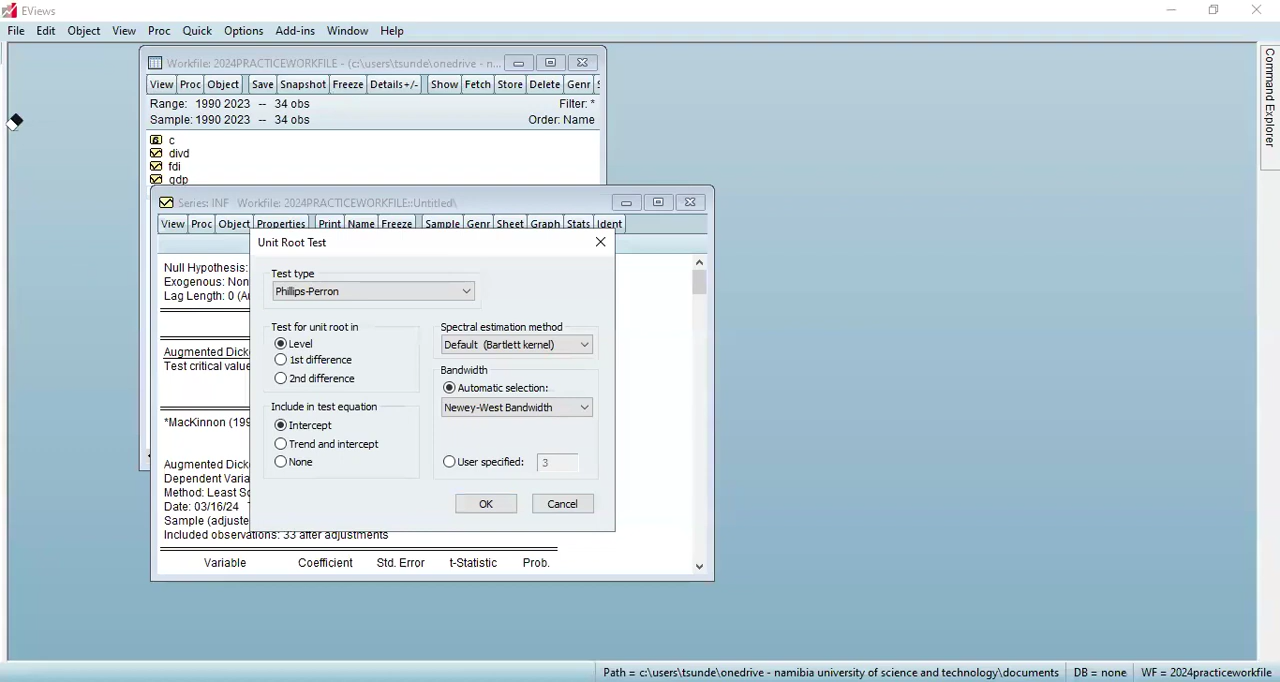 EViews
File Edit Object View Proc Quick Options Add-ins Window Help
Command Explorer
Workfile: 2024PRACTICEWORKFILE - (c:\users\tsunde\onedrive - n...
View Proc Object Save Snapshot Freeze Details+/- Show Fetch Store Delete Genr S
Range: 1990 2023 -- 34 obs Filter: *
Sample: 1990 2023 -- 34 obs Order: Name
c
divd
fdi
gdp
Series: INF Workfile: 2024PRACTICEWORKFILE::Untitled\
View Proc Object Properties Print Name Freeze Sample Genr Sheet Graph Stats Ident
Null Hypothesis:
Exogenous: Non
Lag Length: 0 (A
Augmented Dick
Test critical value
*MacKinnon (199
Augmented Dick
Dependent Varia
Method: Least Sc
Date: 03/16/24
Sample (adjuste
Included observations: 33 after adjustments
Variable Coefficient Std. Error t-Statistic Prob.
Unit Root Test
Test type
Phillips-Perron
Test for unit root in
Level
1st difference
2nd difference
Include in test equation
Intercept
Trend and intercept
None
Spectral estimation method
Default (Bartlett kernel)
Bandwidth
Automatic selection:
Newey-West Bandwidth
User specified: 3
OK Cancel
Path = c:\users\tsunde\onedrive - namibia university of science and technology\documents DB = none WF = 2024practiceworkfile